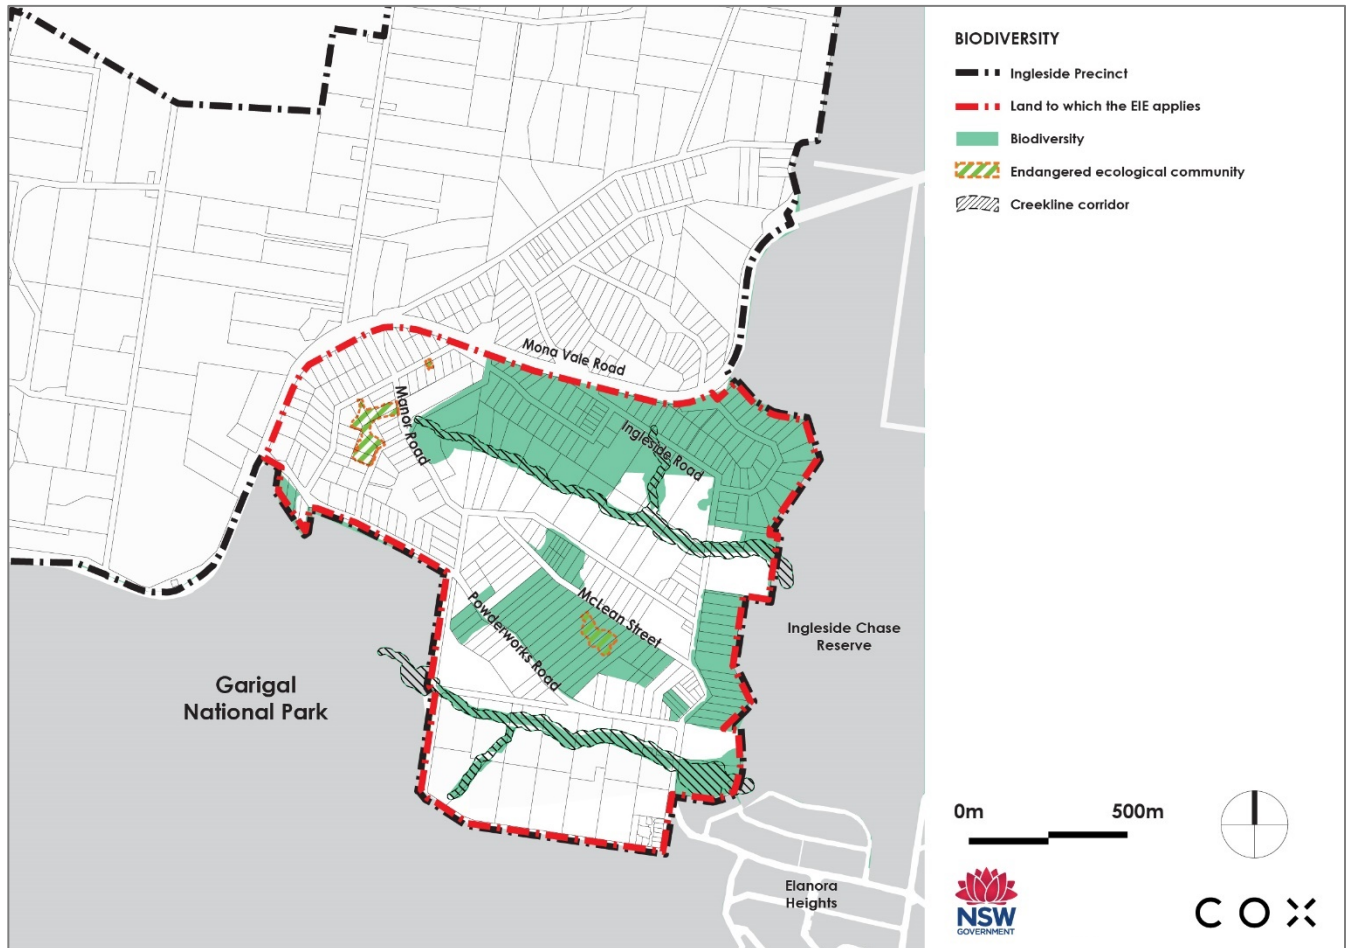 BIODIVERSITY
Ingleside Precinct
Land to which the EIE applies
Biodiversity
Endangered ecological community
Creekline corridor
Mona Vale Road
Manor Road
Ingleside Road
McLean Street
Powderworks Road
Ingleside Chase
Reserve
Garigal
National Park
Elanora
Heights
0m 500m
NSW
GOVERNMENT
COX